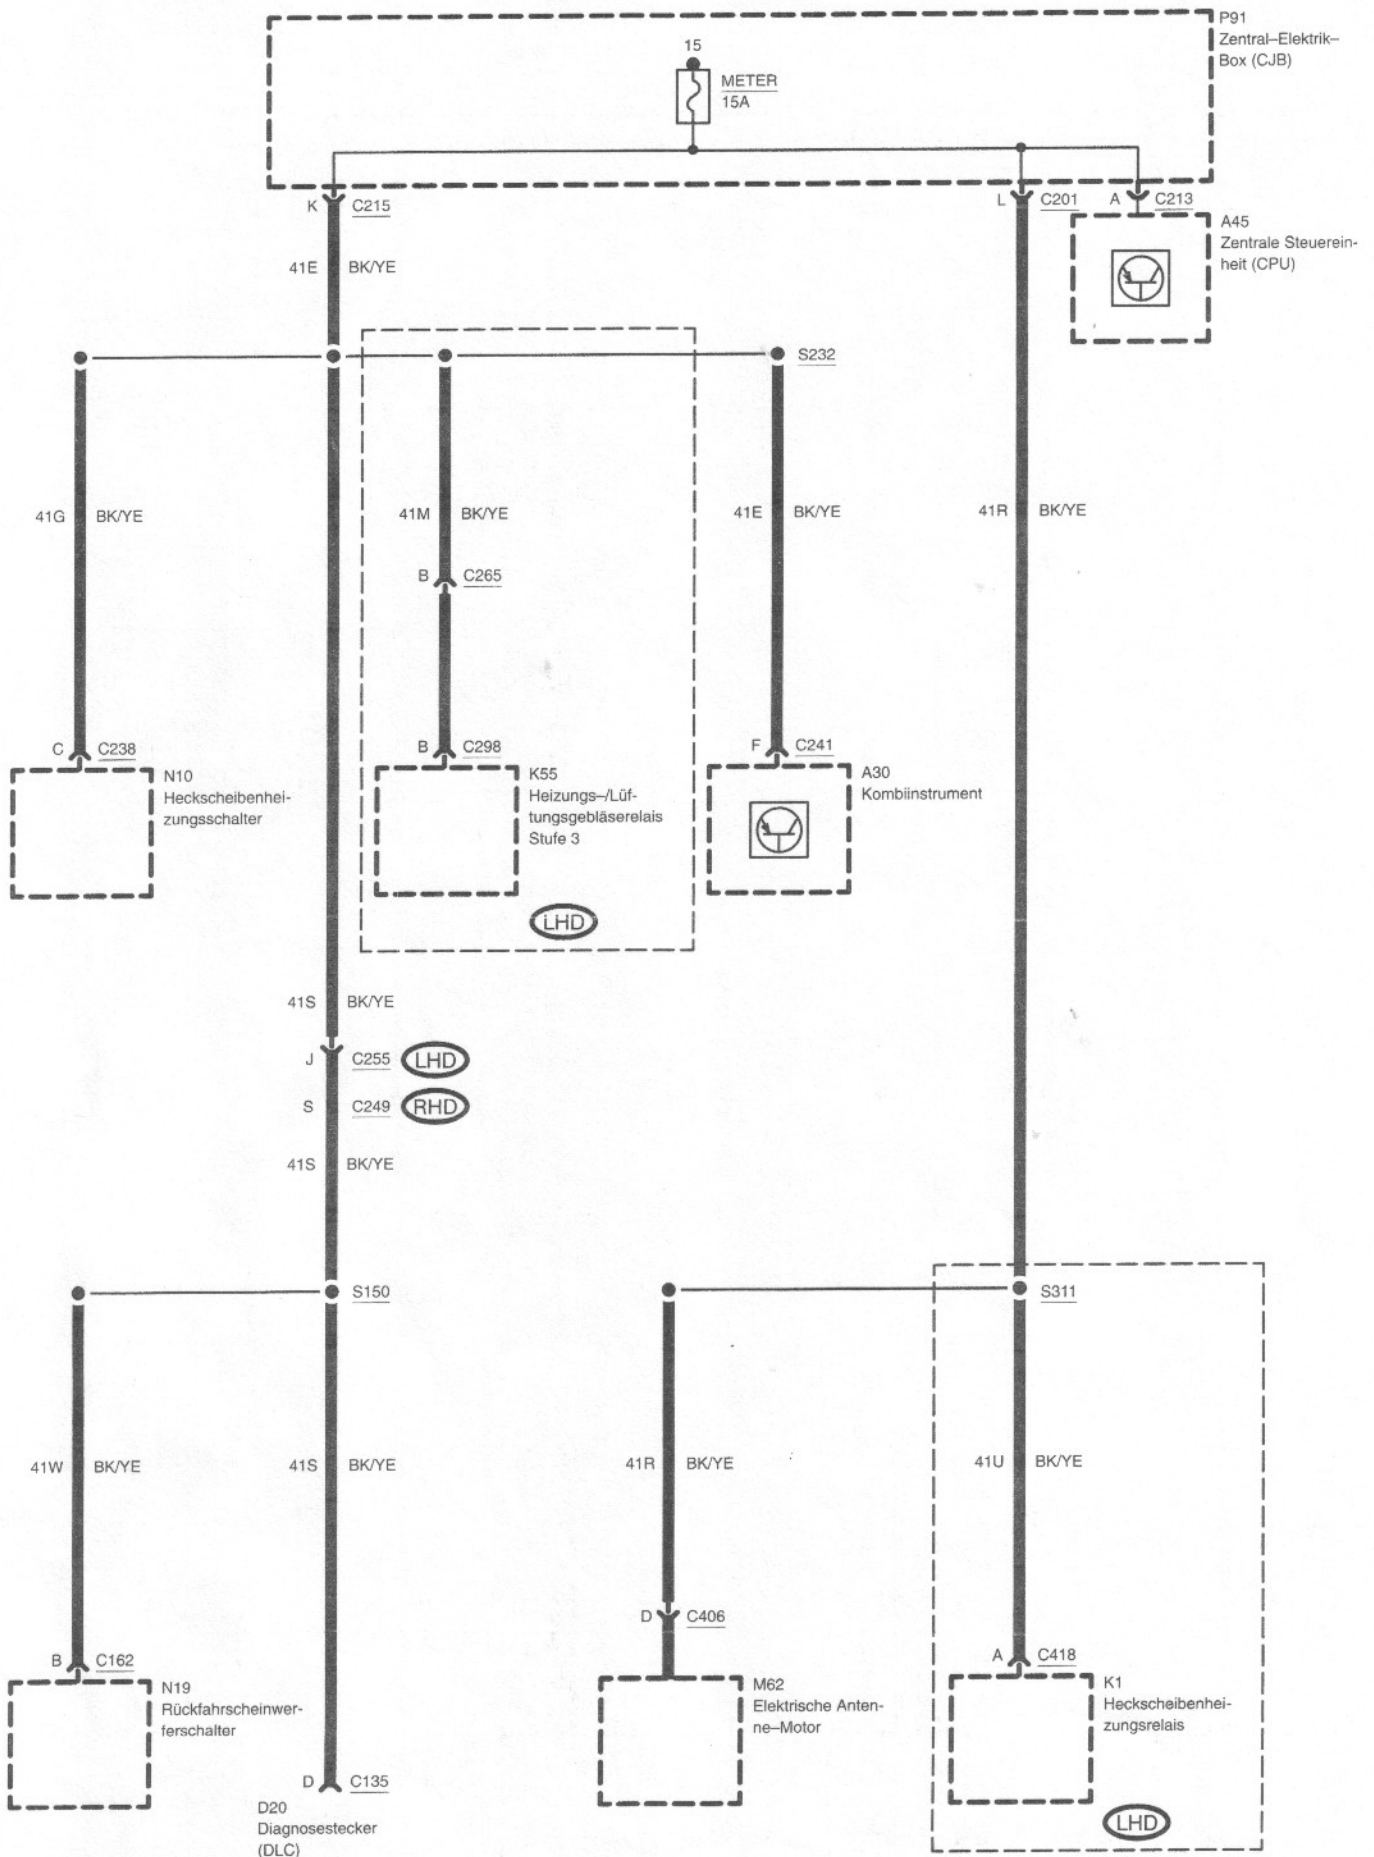 P91
Zentral–Elektrik–
Box (CJB)
15
METER
15A
K C215
L C201
A C213
A45
Zentrale Steuerein-
heit (CPU)
41E BK/YE
S232
41G BK/YE
41M BK/YE
41E BK/YE
41R BK/YE
B C265
C C238
B C298
F C241
N10
Heckscheibenhei-
zungsschalter
K55
Heizungs–/Lüf-
tungsgebläserelais
Stufe 3
A30
Kombiinstrument
LHD
41S BK/YE
J C255 LHD
S C249 RHD
41S BK/YE
S150
S311
41W BK/YE
41S BK/YE
41R BK/YE
41U BK/YE
D C406
B C162
A C418
N19
Rückfahrscheinwer-
ferschalter
M62
Elektrische Anten-
ne–Motor
K1
Heckscheibenhei-
zungsrelais
D C135
D20
Diagnosestecker
(DLC)
LHD